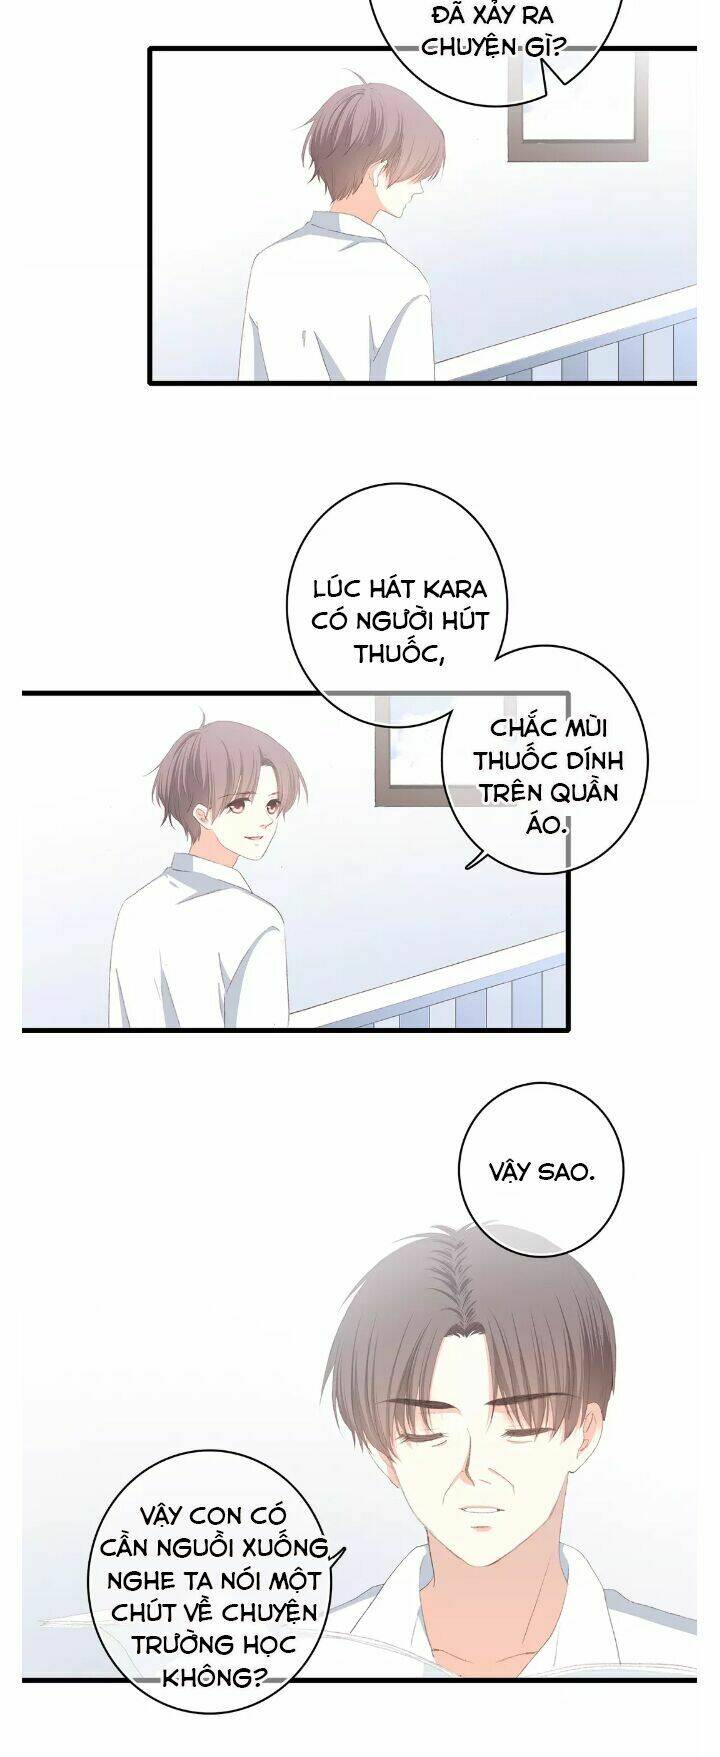 ĐÃ XẢY RA
CHUYỆN GÌ?
LÚC HÁT KARA
CÓ NGƯỜI HÚT
THUỐC,
CHẮC MÙI
THUỐC DÍNH
TRÊN QUẦN
ÁO.
VẬY SAO.
VẬY CON CÓ
CẦN NGUỒI XUỐNG
NGHE TA NÓI MỘT
CHÚT VỀ CHUYỆN
TRƯỜNG HỌC
KHÔNG?